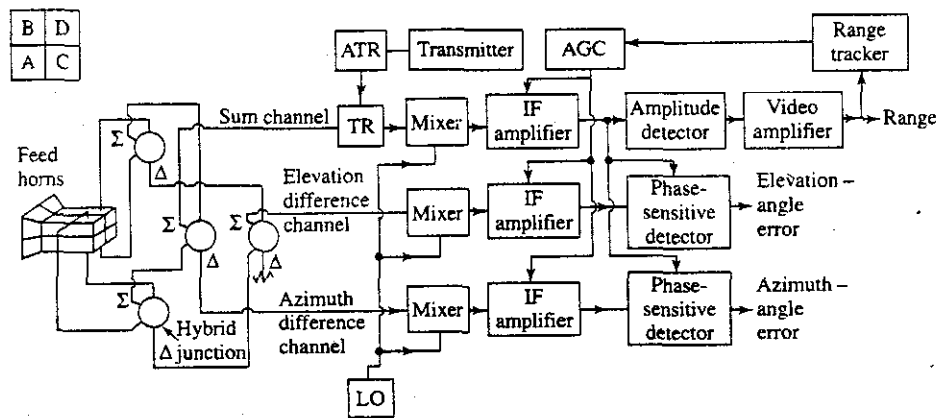 B D
A C
ATR
Transmitter
AGC
Range
tracker
Sum channel
TR
Mixer
IF
amplifier
Amplitude
detector
Video
amplifier
Range
Σ
Δ
Feed
horns
Elevation
difference
channel
Mixer
IF
amplifier
Phase-
sensitive
detector
Elevation –
angle
error
Σ
Δ
Σ
Δ
Σ
Δ
Hybrid
junction
Azimuth
difference
channel
Mixer
IF
amplifier
Phase-
sensitive
detector
Azimuth –
angle
error
LO